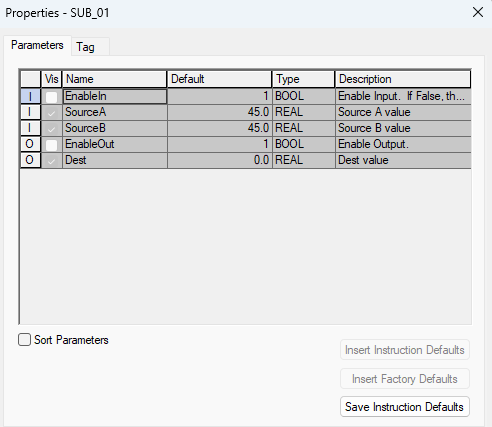 Properties - SUB_01
Parameters Tag
Vis Name Default Type Description
I EnableIn 1 BOOL Enable Input. If False, th...
I SourceA 45.0 REAL Source A value
I SourceB 45.0 REAL Source B value
O EnableOut 1 BOOL Enable Output.
O Dest 0.0 REAL Dest value
Sort Parameters
Insert Instruction Defaults
Insert Factory Defaults
Save Instruction Defaults